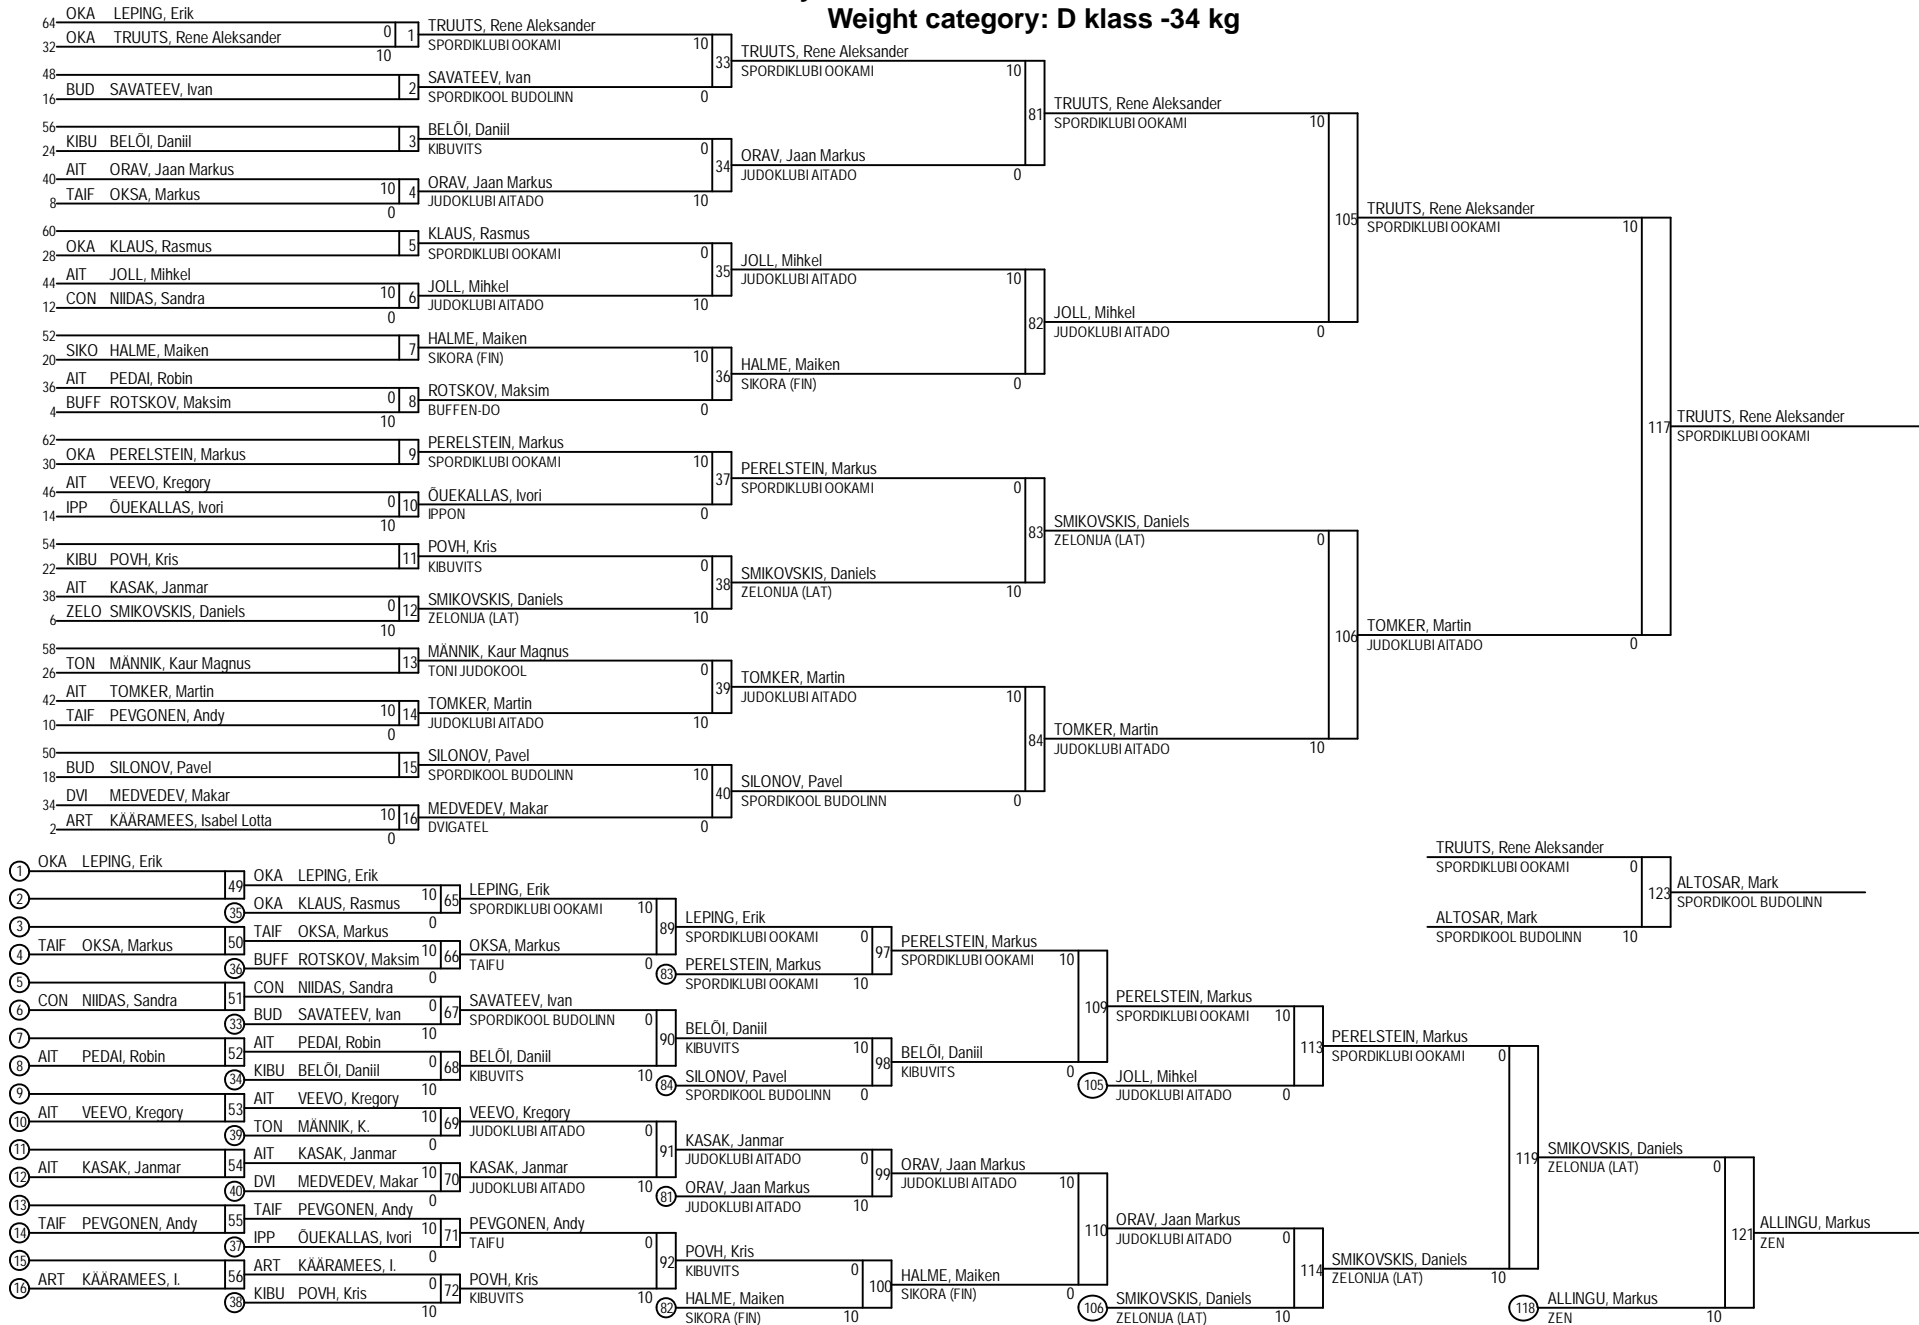 Weight category: D klass -34 kg
64 OKA LEPING, Erik
32 OKA TRUUTS, Rene Aleksander 0 1
10
TRUUTS, Rene Aleksander
SPORDIKLUBI OOKAMI 10
48
16 BUD SAVATEEV, Ivan 2
SAVATEEV, Ivan
SPORDIKOOL BUDOLINN 0
33
TRUUTS, Rene Aleksander
SPORDIKLUBI OOKAMI 10
56
24 KIBU BELÕI, Daniil 3
BELÕI, Daniil
KIBUVITS 0
40 AIT ORAV, Jaan Markus
8 TAIF OKSA, Markus 10 4
0
ORAV, Jaan Markus
JUDOKLUBI AITADO 10
34
ORAV, Jaan Markus
JUDOKLUBI AITADO 0
81
TRUUTS, Rene Aleksander
SPORDIKLUBI OOKAMI 10
60
28 OKA KLAUS, Rasmus 5
KLAUS, Rasmus
SPORDIKLUBI OOKAMI 0
44 AIT JOLL, Mihkel
12 CON NIIDAS, Sandra 10 6
0
JOLL, Mihkel
JUDOKLUBI AITADO 10
35
JOLL, Mihkel
JUDOKLUBI AITADO 10
52
20 SIKO HALME, Maiken 7
HALME, Maiken
SIKORA (FIN) 10
36 AIT PEDAI, Robin
4 BUFF ROTSKOV, Maksim 0 8
10
ROTSKOV, Maksim
BUFFEN-DO 0
36
HALME, Maiken
SIKORA (FIN) 0
82
JOLL, Mihkel
JUDOKLUBI AITADO 0
105
TRUUTS, Rene Aleksander
SPORDIKLUBI OOKAMI 10
62
30 OKA PERELSTEIN, Markus 9
PERELSTEIN, Markus
SPORDIKLUBI OOKAMI 10
46 AIT VEEVO, Kregory
14 IPP ÕUEKALLAS, Ivori 0 10
10
ÕUEKALLAS, Ivori
IPPON 0
37
PERELSTEIN, Markus
SPORDIKLUBI OOKAMI 0
54
22 KIBU POVH, Kris 11
POVH, Kris
KIBUVITS 0
38 AIT KASAK, Janmar
6 ZELO SMIKOVSKIS, Daniels 0 12
10
SMIKOVSKIS, Daniels
ZELONIJA (LAT) 10
38
SMIKOVSKIS, Daniels
ZELONIJA (LAT) 10
83
SMIKOVSKIS, Daniels
ZELONIJA (LAT) 0
58
26 TON MÄNNIK, Kaur Magnus 13
MÄNNIK, Kaur Magnus
TONI JUDOKOOL 0
42 AIT TOMKER, Martin
10 TAIF PEVGONEN, Andy 10 14
0
TOMKER, Martin
JUDOKLUBI AITADO 10
39
TOMKER, Martin
JUDOKLUBI AITADO 10
50
18 BUD SILONOV, Pavel 15
SILONOV, Pavel
SPORDIKOOL BUDOLINN 10
34 DVI MEDVEDEV, Makar
2 ART KÄÄRAMEES, Isabel Lotta 10 16
0
MEDVEDEV, Makar
DVIGATEL 0
40
SILONOV, Pavel
SPORDIKOOL BUDOLINN 0
84
TOMKER, Martin
JUDOKLUBI AITADO 10
106
TOMKER, Martin
JUDOKLUBI AITADO 0
117
TRUUTS, Rene Aleksander
SPORDIKLUBI OOKAMI
TRUUTS, Rene Aleksander
SPORDIKLUBI OOKAMI 0
ALTOSAR, Mark
SPORDIKOOL BUDOLINN 10
123
ALTOSAR, Mark
SPORDIKOOL BUDOLINN
1 OKA LEPING, Erik
2
49
OKA LEPING, Erik
35 OKA KLAUS, Rasmus 10 65
0
LEPING, Erik
SPORDIKLUBI OOKAMI 10
3
4 TAIF OKSA, Markus
50
TAIF OKSA, Markus
36 BUFF ROTSKOV, Maksim 10 66
0
OKSA, Markus
TAIFU 0
89
LEPING, Erik
SPORDIKLUBI OOKAMI 0
83 PERELSTEIN, Markus
SPORDIKLUBI OOKAMI 10
97
PERELSTEIN, Markus
SPORDIKLUBI OOKAMI 10
5
6 CON NIIDAS, Sandra
51
CON NIIDAS, Sandra
33 BUD SAVATEEV, Ivan 0 67
10
SAVATEEV, Ivan
SPORDIKOOL BUDOLINN 0
7
8 AIT PEDAI, Robin
52
AIT PEDAI, Robin
34 KIBU BELÕI, Daniil 0 68
10
BELÕI, Daniil
KIBUVITS 10
90
BELÕI, Daniil
KIBUVITS 10
84 SILONOV, Pavel
SPORDIKOOL BUDOLINN 0
98
BELÕI, Daniil
KIBUVITS 0
109
PERELSTEIN, Markus
SPORDIKLUBI OOKAMI 10
105 JOLL, Mihkel
JUDOKLUBI AITADO 0
113
PERELSTEIN, Markus
SPORDIKLUBI OOKAMI 0
9
10 AIT VEEVO, Kregory
53
AIT VEEVO, Kregory
39 TON MÄNNIK, K. 10 69
0
VEEVO, Kregory
JUDOKLUBI AITADO 0
11
12 AIT KASAK, Janmar
54
AIT KASAK, Janmar
40 DVI MEDVEDEV, Makar 10 70
0
KASAK, Janmar
JUDOKLUBI AITADO 10
91
KASAK, Janmar
JUDOKLUBI AITADO 0
81 ORAV, Jaan Markus
JUDOKLUBI AITADO 10
99
ORAV, Jaan Markus
JUDOKLUBI AITADO 10
13
14 TAIF PEVGONEN, Andy
55
TAIF PEVGONEN, Andy
37 IPP ÕUEKALLAS, Ivori 10 71
0
PEVGONEN, Andy
TAIFU 0
15
16 ART KÄÄRAMEES, I.
56
ART KÄÄRAMEES, I.
38 KIBU POVH, Kris 0 72
10
POVH, Kris
KIBUVITS 10
92
POVH, Kris
KIBUVITS 0
82 HALME, Maiken
SIKORA (FIN) 10
100
HALME, Maiken
SIKORA (FIN) 0
110
ORAV, Jaan Markus
JUDOKLUBI AITADO 0
106 SMIKOVSKIS, Daniels
ZELONIJA (LAT) 10
114
SMIKOVSKIS, Daniels
ZELONIJA (LAT) 10
119
SMIKOVSKIS, Daniels
ZELONIJA (LAT) 0
118 ALLINGU, Markus
ZEN 10
121
ALLINGU, Markus
ZEN